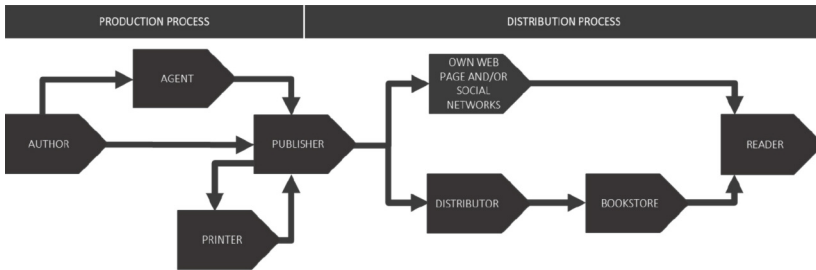 PRODUCTION PROCESS
DISTRIBUTION PROCESS
AGENT
OWN WEB
PAGE AND/OR
SOCIAL
NETWORKS
AUTHOR
PUBLISHER
READER
PRINTER
DISTRIBUTOR
BOOKSTORE